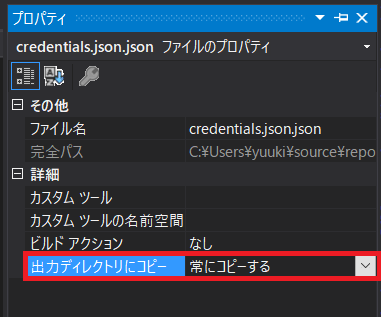 プロパティ
credentials.json.json ファイルのプロパティ
その他
ファイル名 credentials.json.json
完全パス C:¥Users¥yuuki¥source¥repo
詳細
カスタム ツール
カスタム ツールの名前空間
ビルド アクション なし
出力ディレクトリにコピー 常にコピーする